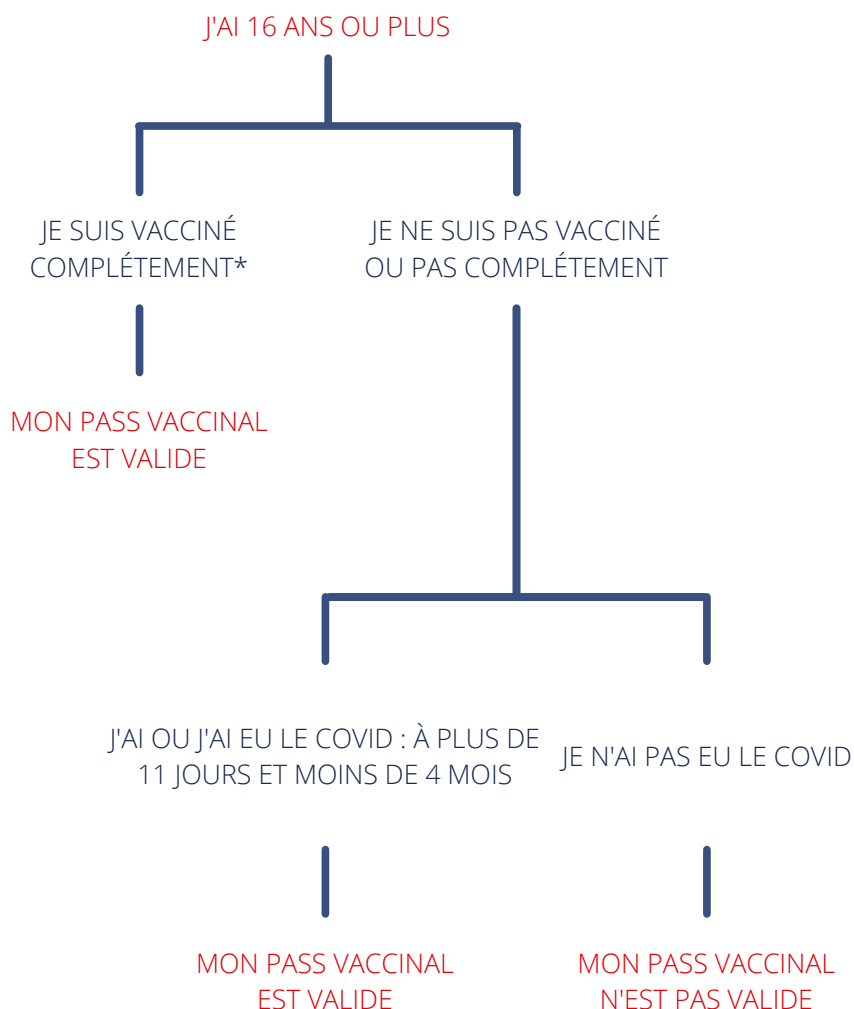 J'AI 16 ANS OU PLUS
JE SUIS VACCINÉ
COMPLÉTEMENT*
JE NE SUIS PAS VACCINÉ
OU PAS COMPLÉTEMENT
MON PASS VACCINAL
EST VALIDE
J'AI OU J'AI EU LE COVID : À PLUS DE
11 JOURS ET MOINS DE 4 MOIS
JE N'AI PAS EU LE COVID
MON PASS VACCINAL
EST VALIDE
MON PASS VACCINAL
N'EST PAS VALIDE